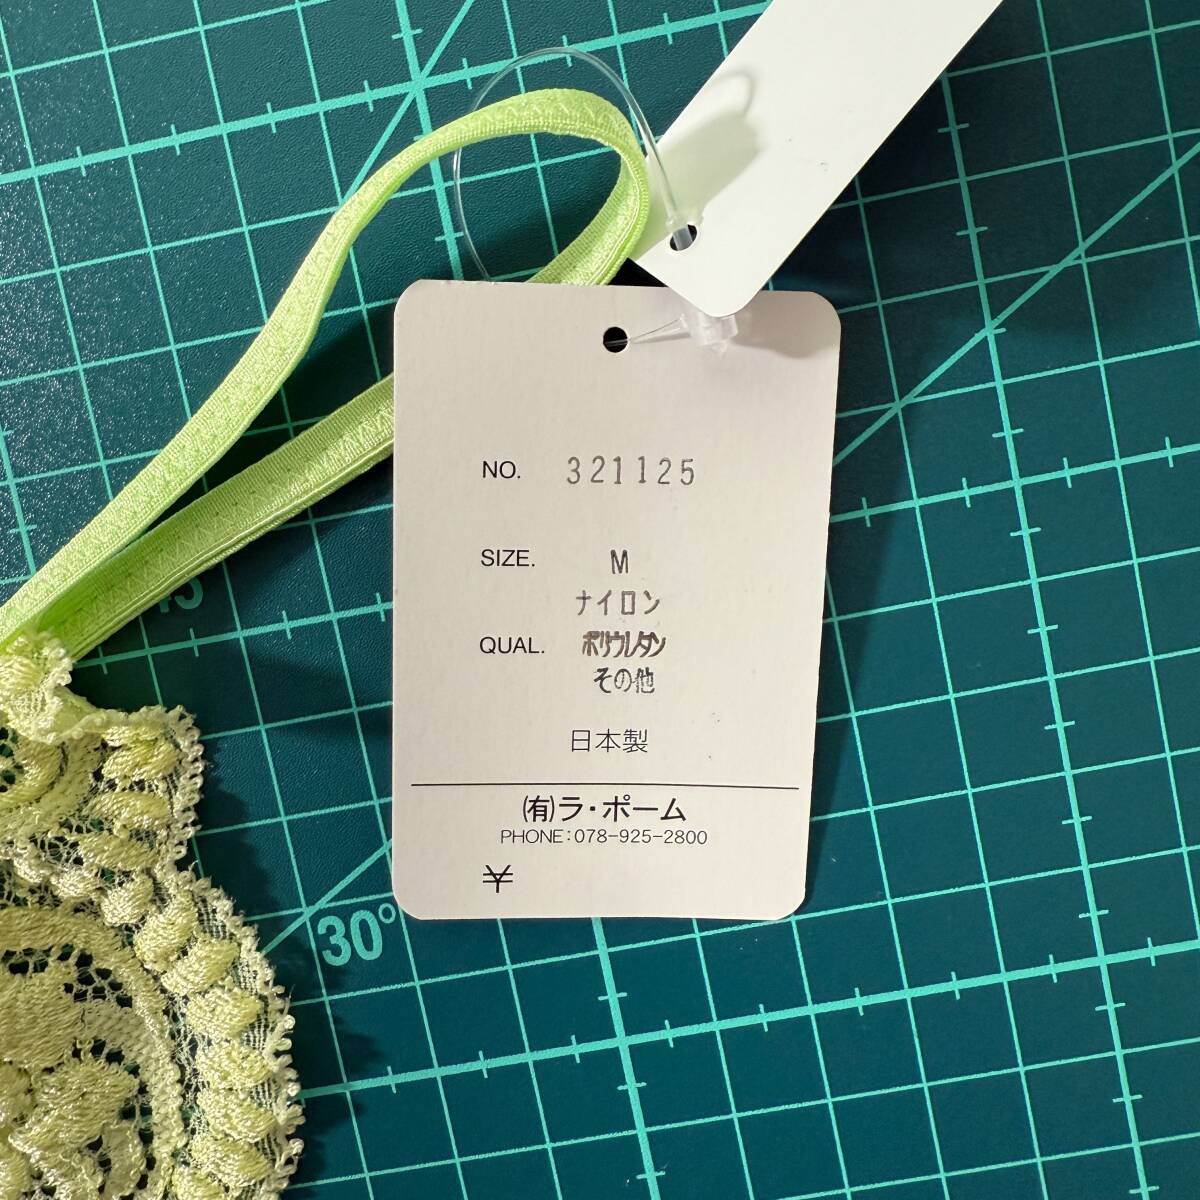 NO. 321125
SIZE. M
ナイロン
QUAL. ポリウレタン
その他
日本製
(有)ラ・ポーム
PHONE:078-925-2800
¥
30°